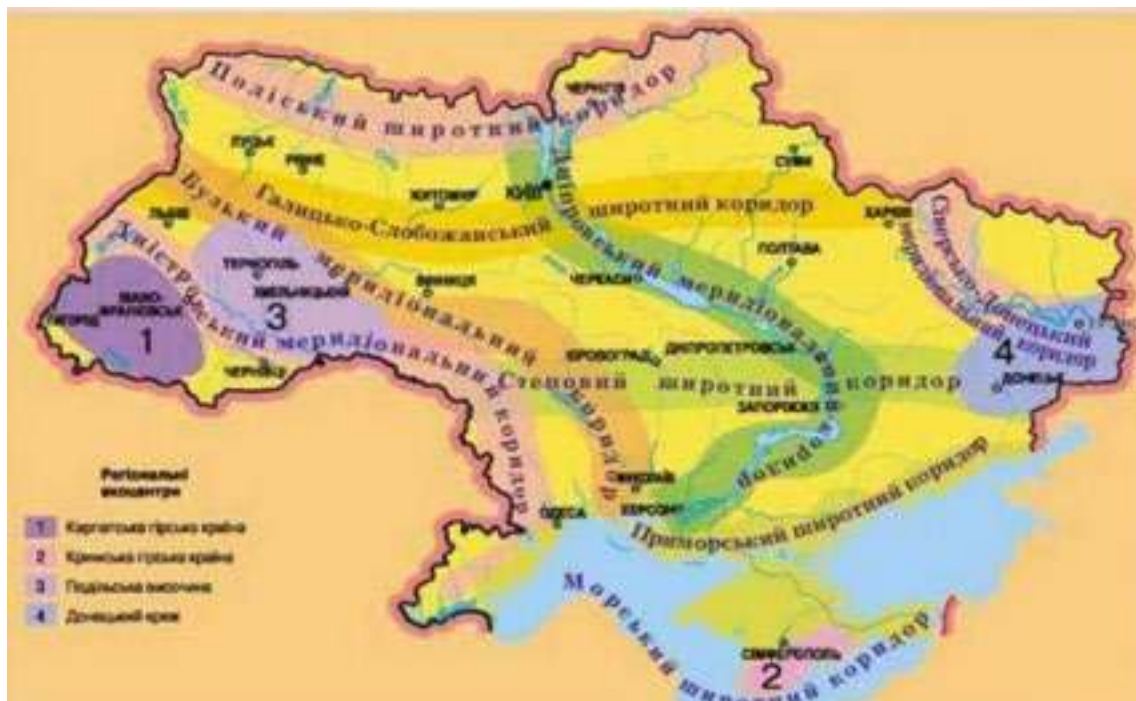 Поліський широтний коридор
ЧЕРНІГІВ
ЛУЦЬК
РІВНЕ
СУМИ
ЖИТОМИР
КИЇВ
Галицько-Слобожанський широтний коридор
ЛЬВІВ
ХАРКІВ
Бузький меридіональний коридор
Дніпровський меридіональний коридор
Сіверсько-Донецький
меридіональний коридор
ПОЛТАВА
ТЕРНОПІЛЬ
ХМЕЛЬНИЦЬКИЙ
3
ВІННИЦЯ
ЧЕРКАСИ
Дністровський меридіональний коридор
ІВАНО-
ФРАНКІВСЬК
УЖГОРОД
1
ЧЕРНІВЦІ
КІРОВОГРАД
ДНІПРОПЕТРОВСЬК
4
ДОНЕЦЬК
Степовий широтний коридор
ЗАПОРІЖЖЯ
МИКОЛАЇВ
ХЕРСОН
ОДЕСА
Приморський широтний коридор
Морський широтний коридор
СІМФЕРОПОЛЬ
2
Регіональні
екоцентри
1 Карпатська гірська країна
2 Кримська гірська країна
3 Подільська височина
4 Донецький кряж